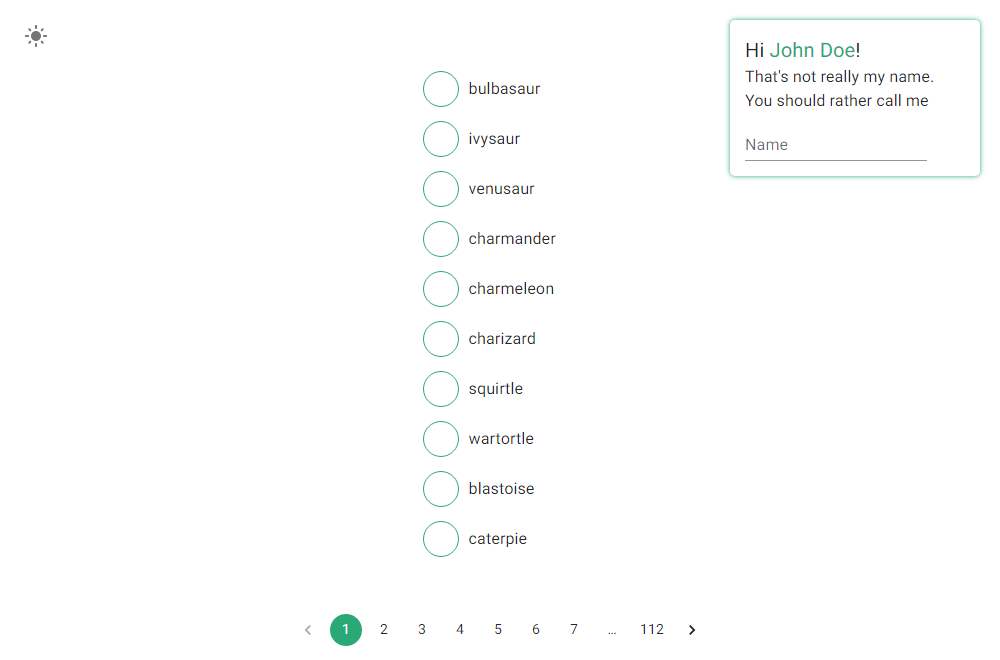 Hi John Doe!
That's not really my name.
You should rather call me
Name
bulbasaur
ivysaur
venusaur
charmander
charmeleon
charizard
squirtle
wartortle
blastoise
caterpie
1 2 3 4 5 6 7 ... 112